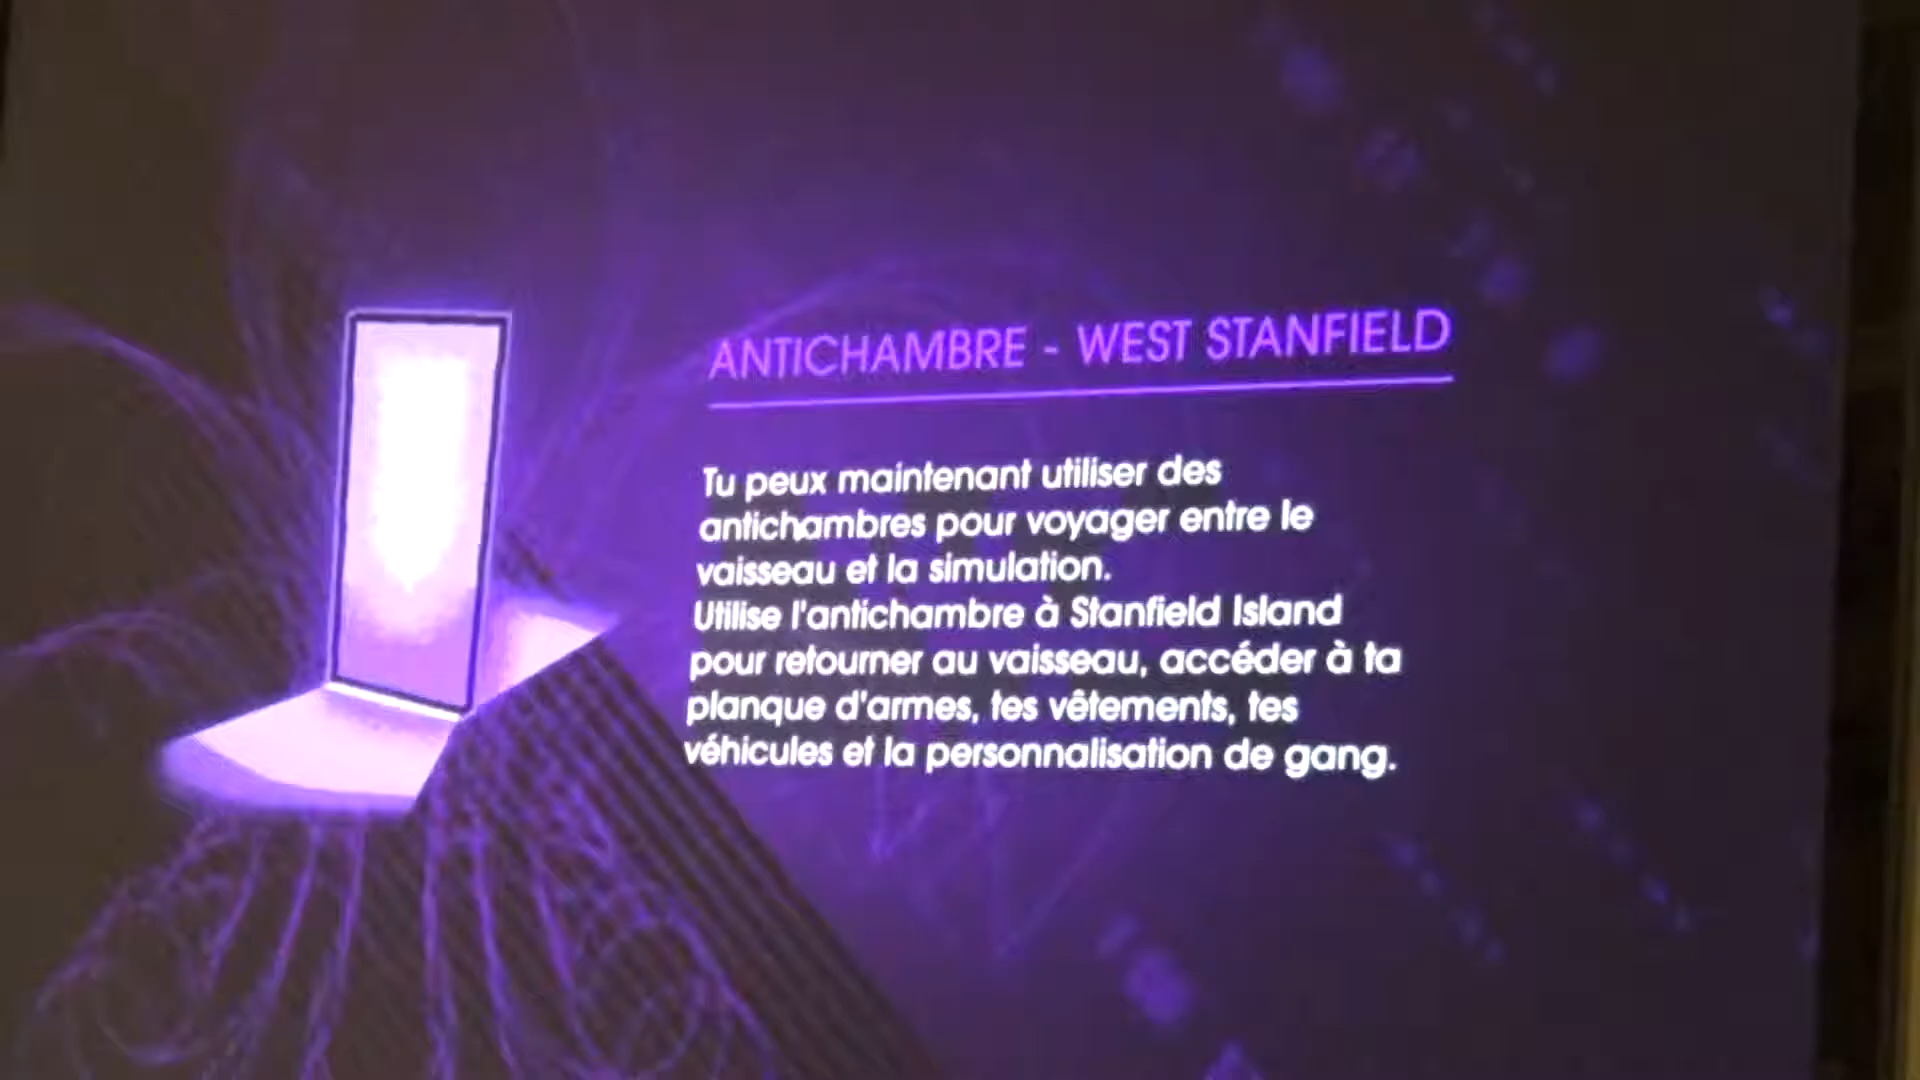 ANTICHAMBRE - WEST STANFIELD
Tu peux maintenant utiliser des
antichambres pour voyager entre le
vaisseau et la simulation.
Utilise l'antichambre à Stanfield Island
pour retourner au vaisseau, accéder à ta
planque d'armes, tes vêtements, tes
véhicules et la personnalisation de gang.